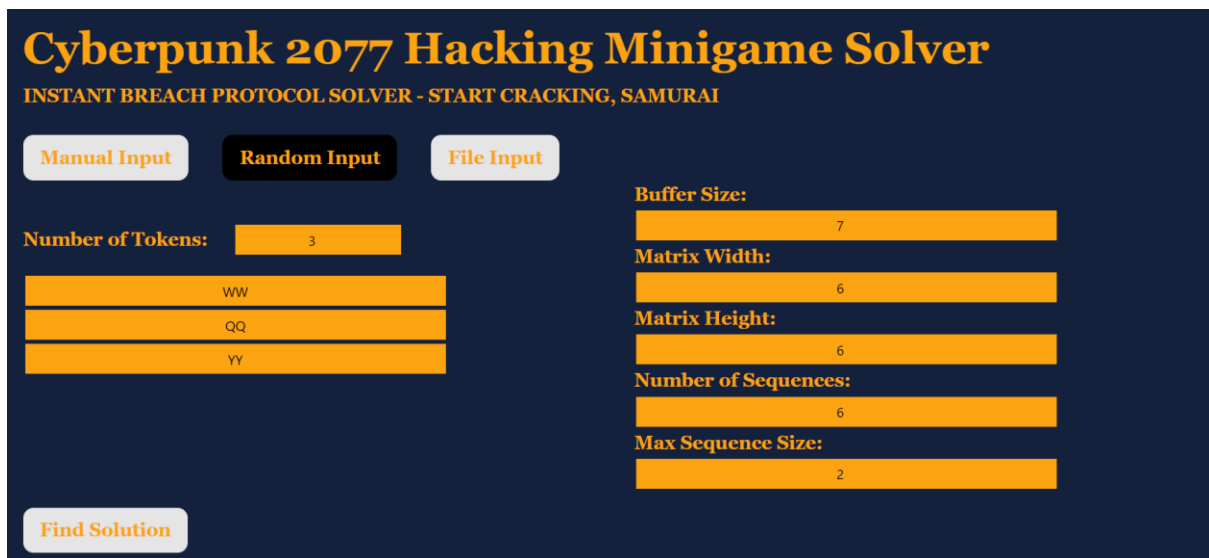 Cyberpunk 2077 Hacking Minigame Solver
INSTANT BREACH PROTOCOL SOLVER - START CRACKING, SAMURAI
Manual Input
Random Input
File Input
Number of Tokens:
3
WW
QQ
YY
Buffer Size:
7
Matrix Width:
6
Matrix Height:
6
Number of Sequences:
6
Max Sequence Size:
2
Find Solution